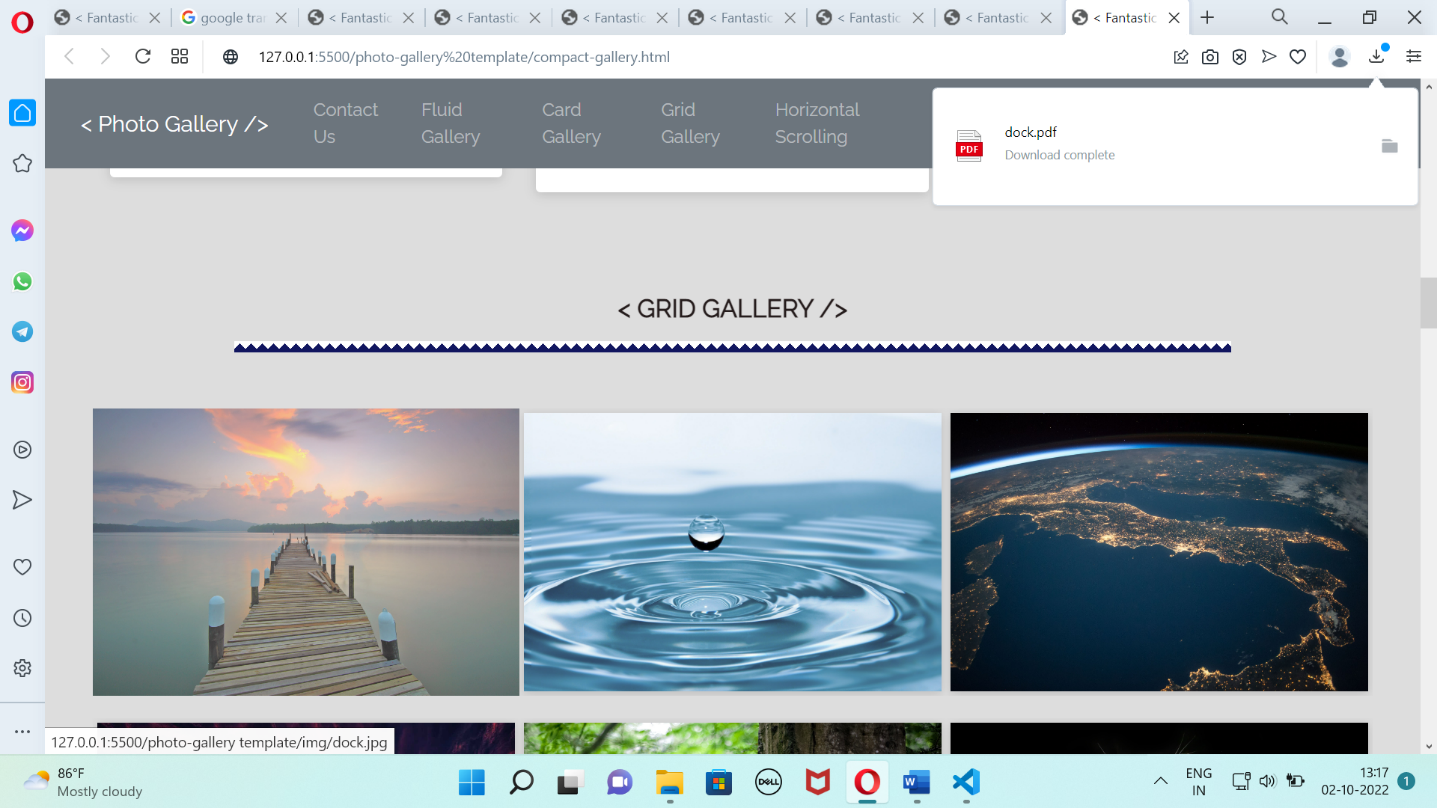 < Fantastic
google tran
< Fantastic
< Fantastic
< Fantastic
< Fantastic
< Fantastic
< Fantastic
< Fantastic
127.0.0.1:5500/photo-gallery%20template/compact-gallery.html
< Photo Gallery />
Contact
Us
Fluid
Gallery
Card
Gallery
Grid
Gallery
Horizontal
Scrolling
PDF
dock.pdf
Download complete
< GRID GALLERY />
127.0.0.1:5500/photo-gallery template/img/dock.jpg
86°F
Mostly cloudy
DELL
W
ENG
IN
13:17
02-10-2022
1